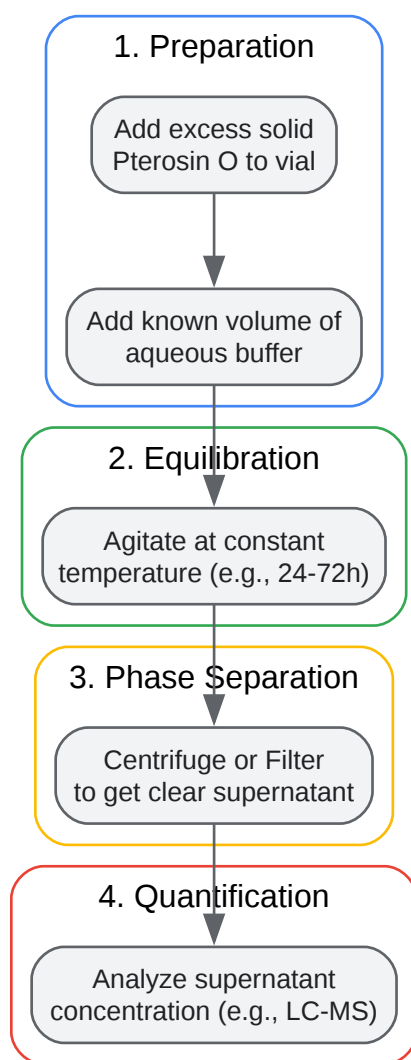 1. Preparation
Add excess solid
Pterosin O to vial
Add known volume of
aqueous buffer
2. Equilibration
Agitate at constant
temperature (e.g., 24-72h)
3. Phase Separation
Centrifuge or Filter
to get clear supernatant
4. Quantification
Analyze supernatant
concentration (e.g., LC-MS)